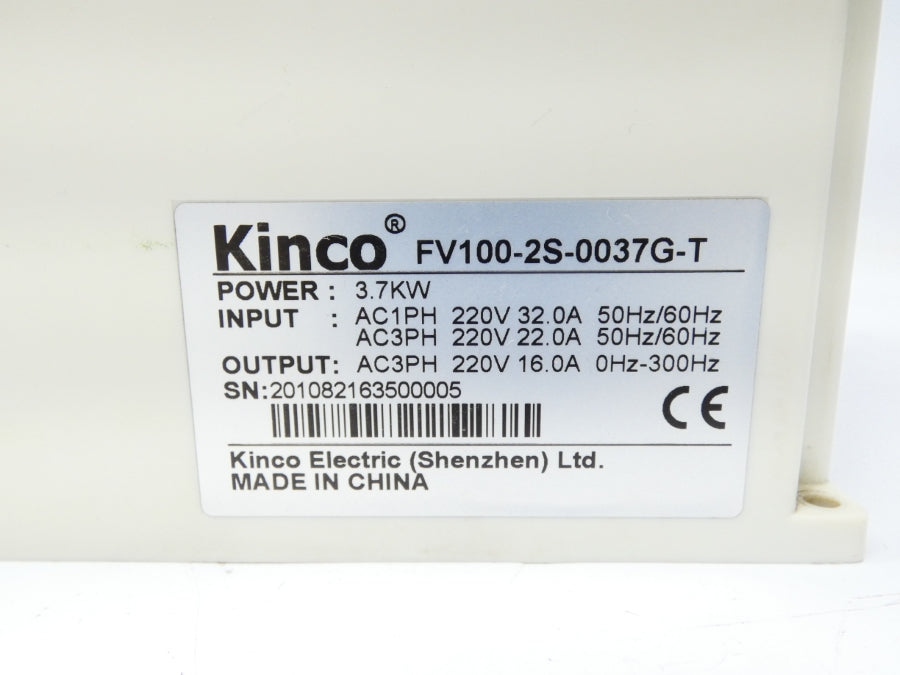 Kinco® FV100-2S-0037G-T
POWER : 3.7KW
INPUT : AC1PH 220V 32.0A 50Hz/60Hz
AC3PH 220V 22.0A 50Hz/60Hz
OUTPUT: AC3PH 220V 16.0A 0Hz-300Hz
SN:201082163500005
CE
Kinco Electric (Shenzhen) Ltd.
MADE IN CHINA